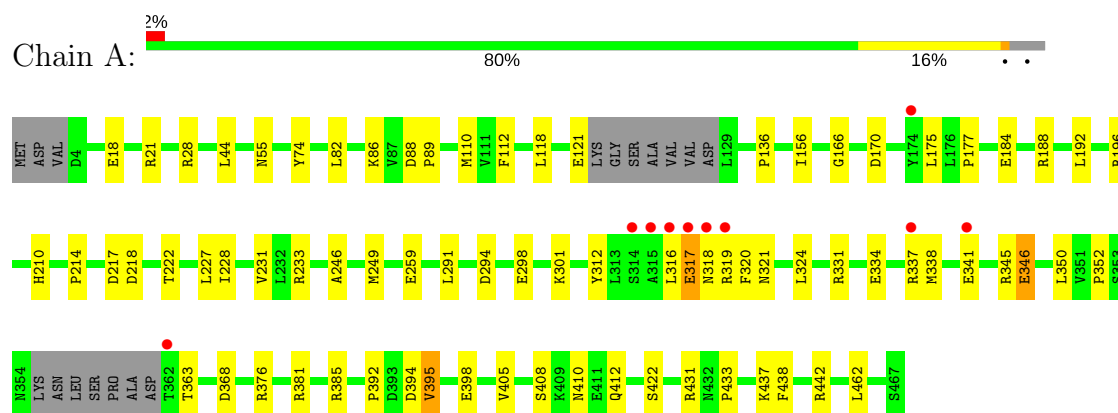 2%
Chain A:
80% 16% • •
MET ASP VAL D4 E18 R21 R28 L44 N55 Y74 L82 K86 V87 D88 P89 M110 V111 F112 L118 E121 LYS GLY SER ALA VAL VAL ASP L129 P136 I156 G166 D170 Y174 L175 L176 P177 E184 R188 L192
H210 P214 D217 D218 T222 L227 I228 V231 L232 R233 A246 M249 E259 L291 D294 E298 K301 Y312 L313 S314 A315 L316 E317 N318 R319 F320 N321 L324 R331 E334 R337 M338 E341 R345 E346 L350 V351 P352 S353
N354 LYS ASN LEU SER PRO ALA ASP T362 T363 D368 R376 R381 R385 P392 D393 D394 V395 E398 V405 S408 K409 N410 E411 Q412 S422 R431 N432 P433 K437 F438 R442 L462 S467